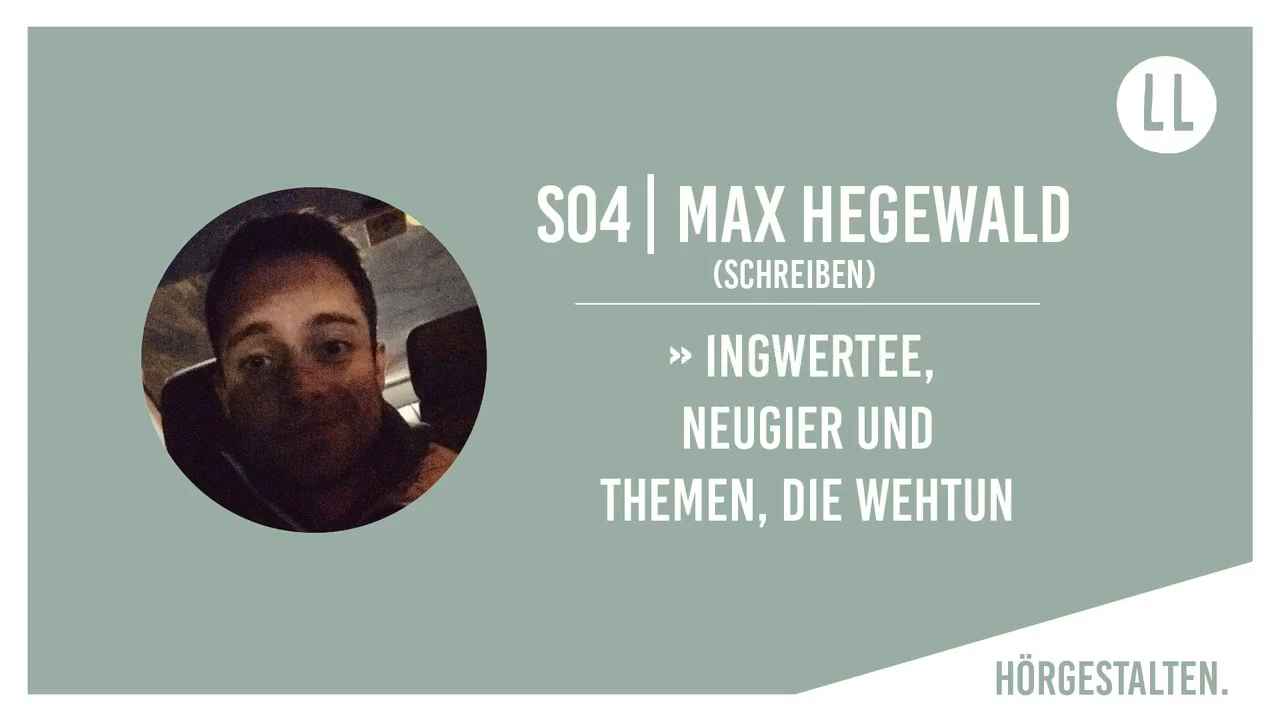 LL
S04| MAX HEGEWALD
(SCHREIBEN)
» INGWERTEE,
NEUGIER UND
THEMEN, DIE WEHTUN
HÖRGESTALTEN.